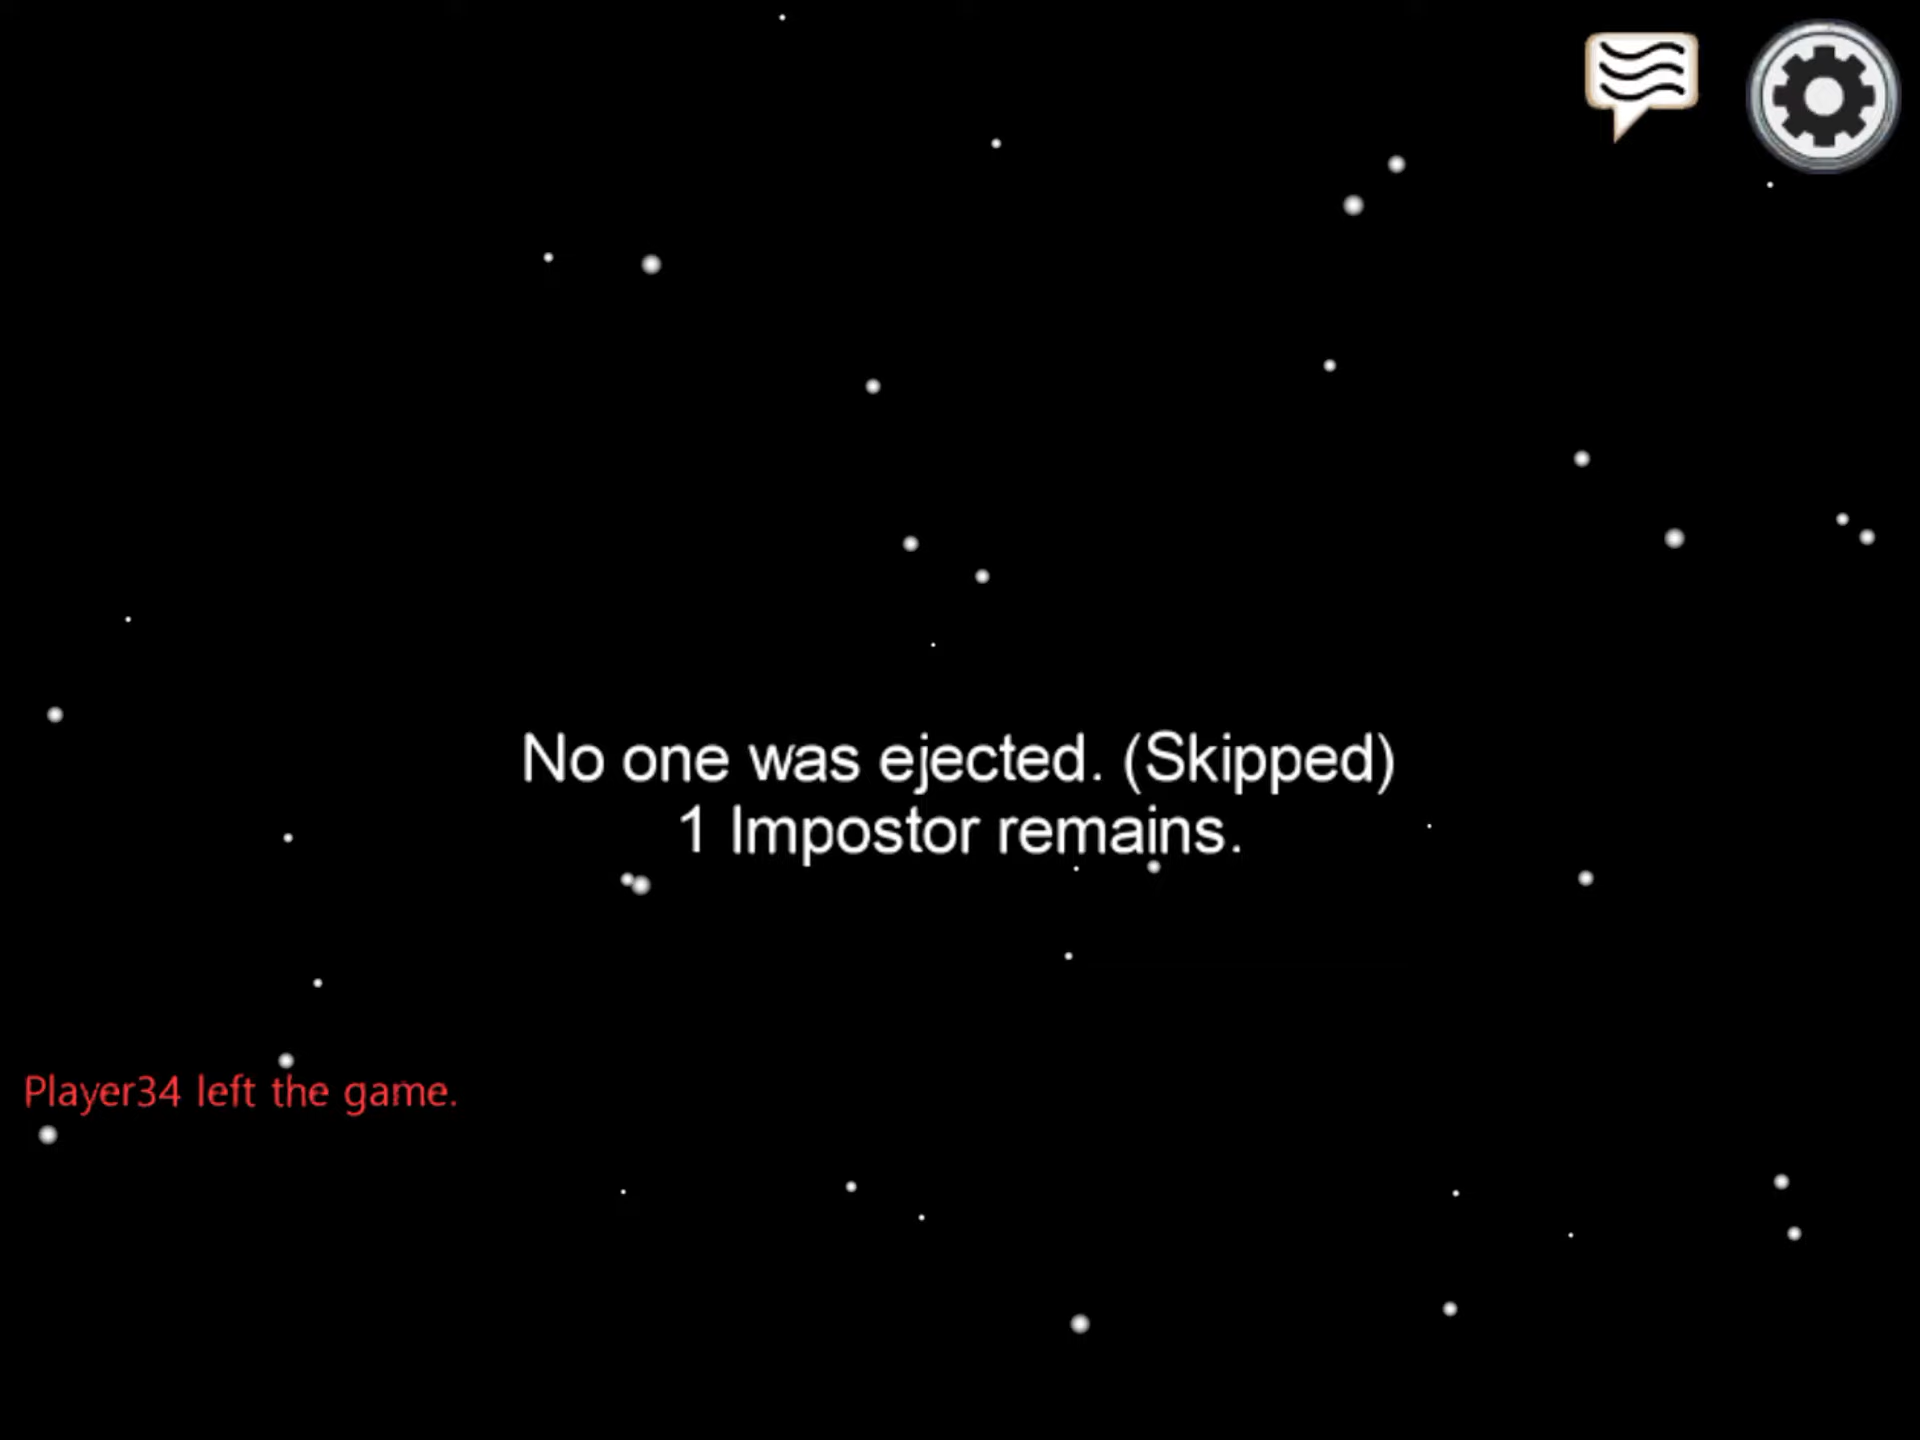 No one was ejected. (Skipped)
1 Impostor remains.
Player34 left the game.